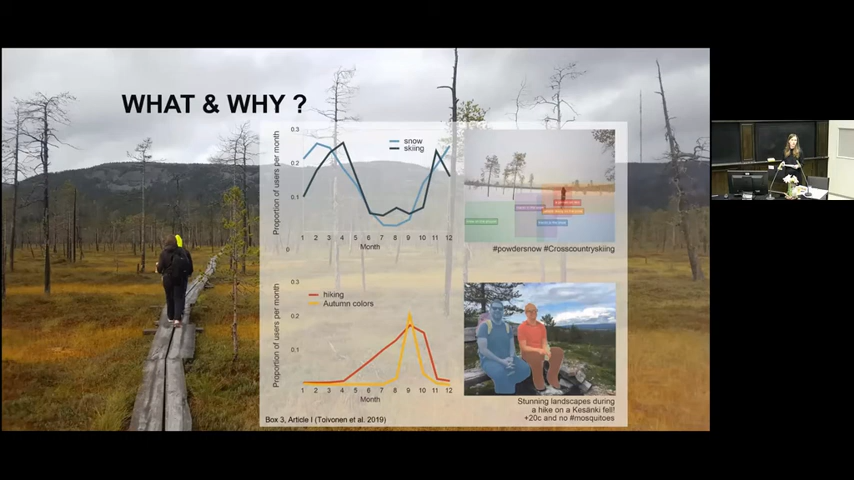 WHAT & WHY ?
0.3
0.2
0.1
0
Proportion of users per month
snow
skiing
1 2 3 4 5 6 7 8 9 10 11 12
Month
#powdersnow #Crosscountryskiing
0.3
0.2
0.1
Proportion of users per month
hiking
Autumn colors
1 2 3 4 5 6 7 8 9 10 11 12
Month
Stunning landscapes during
a hike on a Kesänki fell!
+20c and no #mosquitoes
Box 3, Article I (Toivonen et al. 2019)